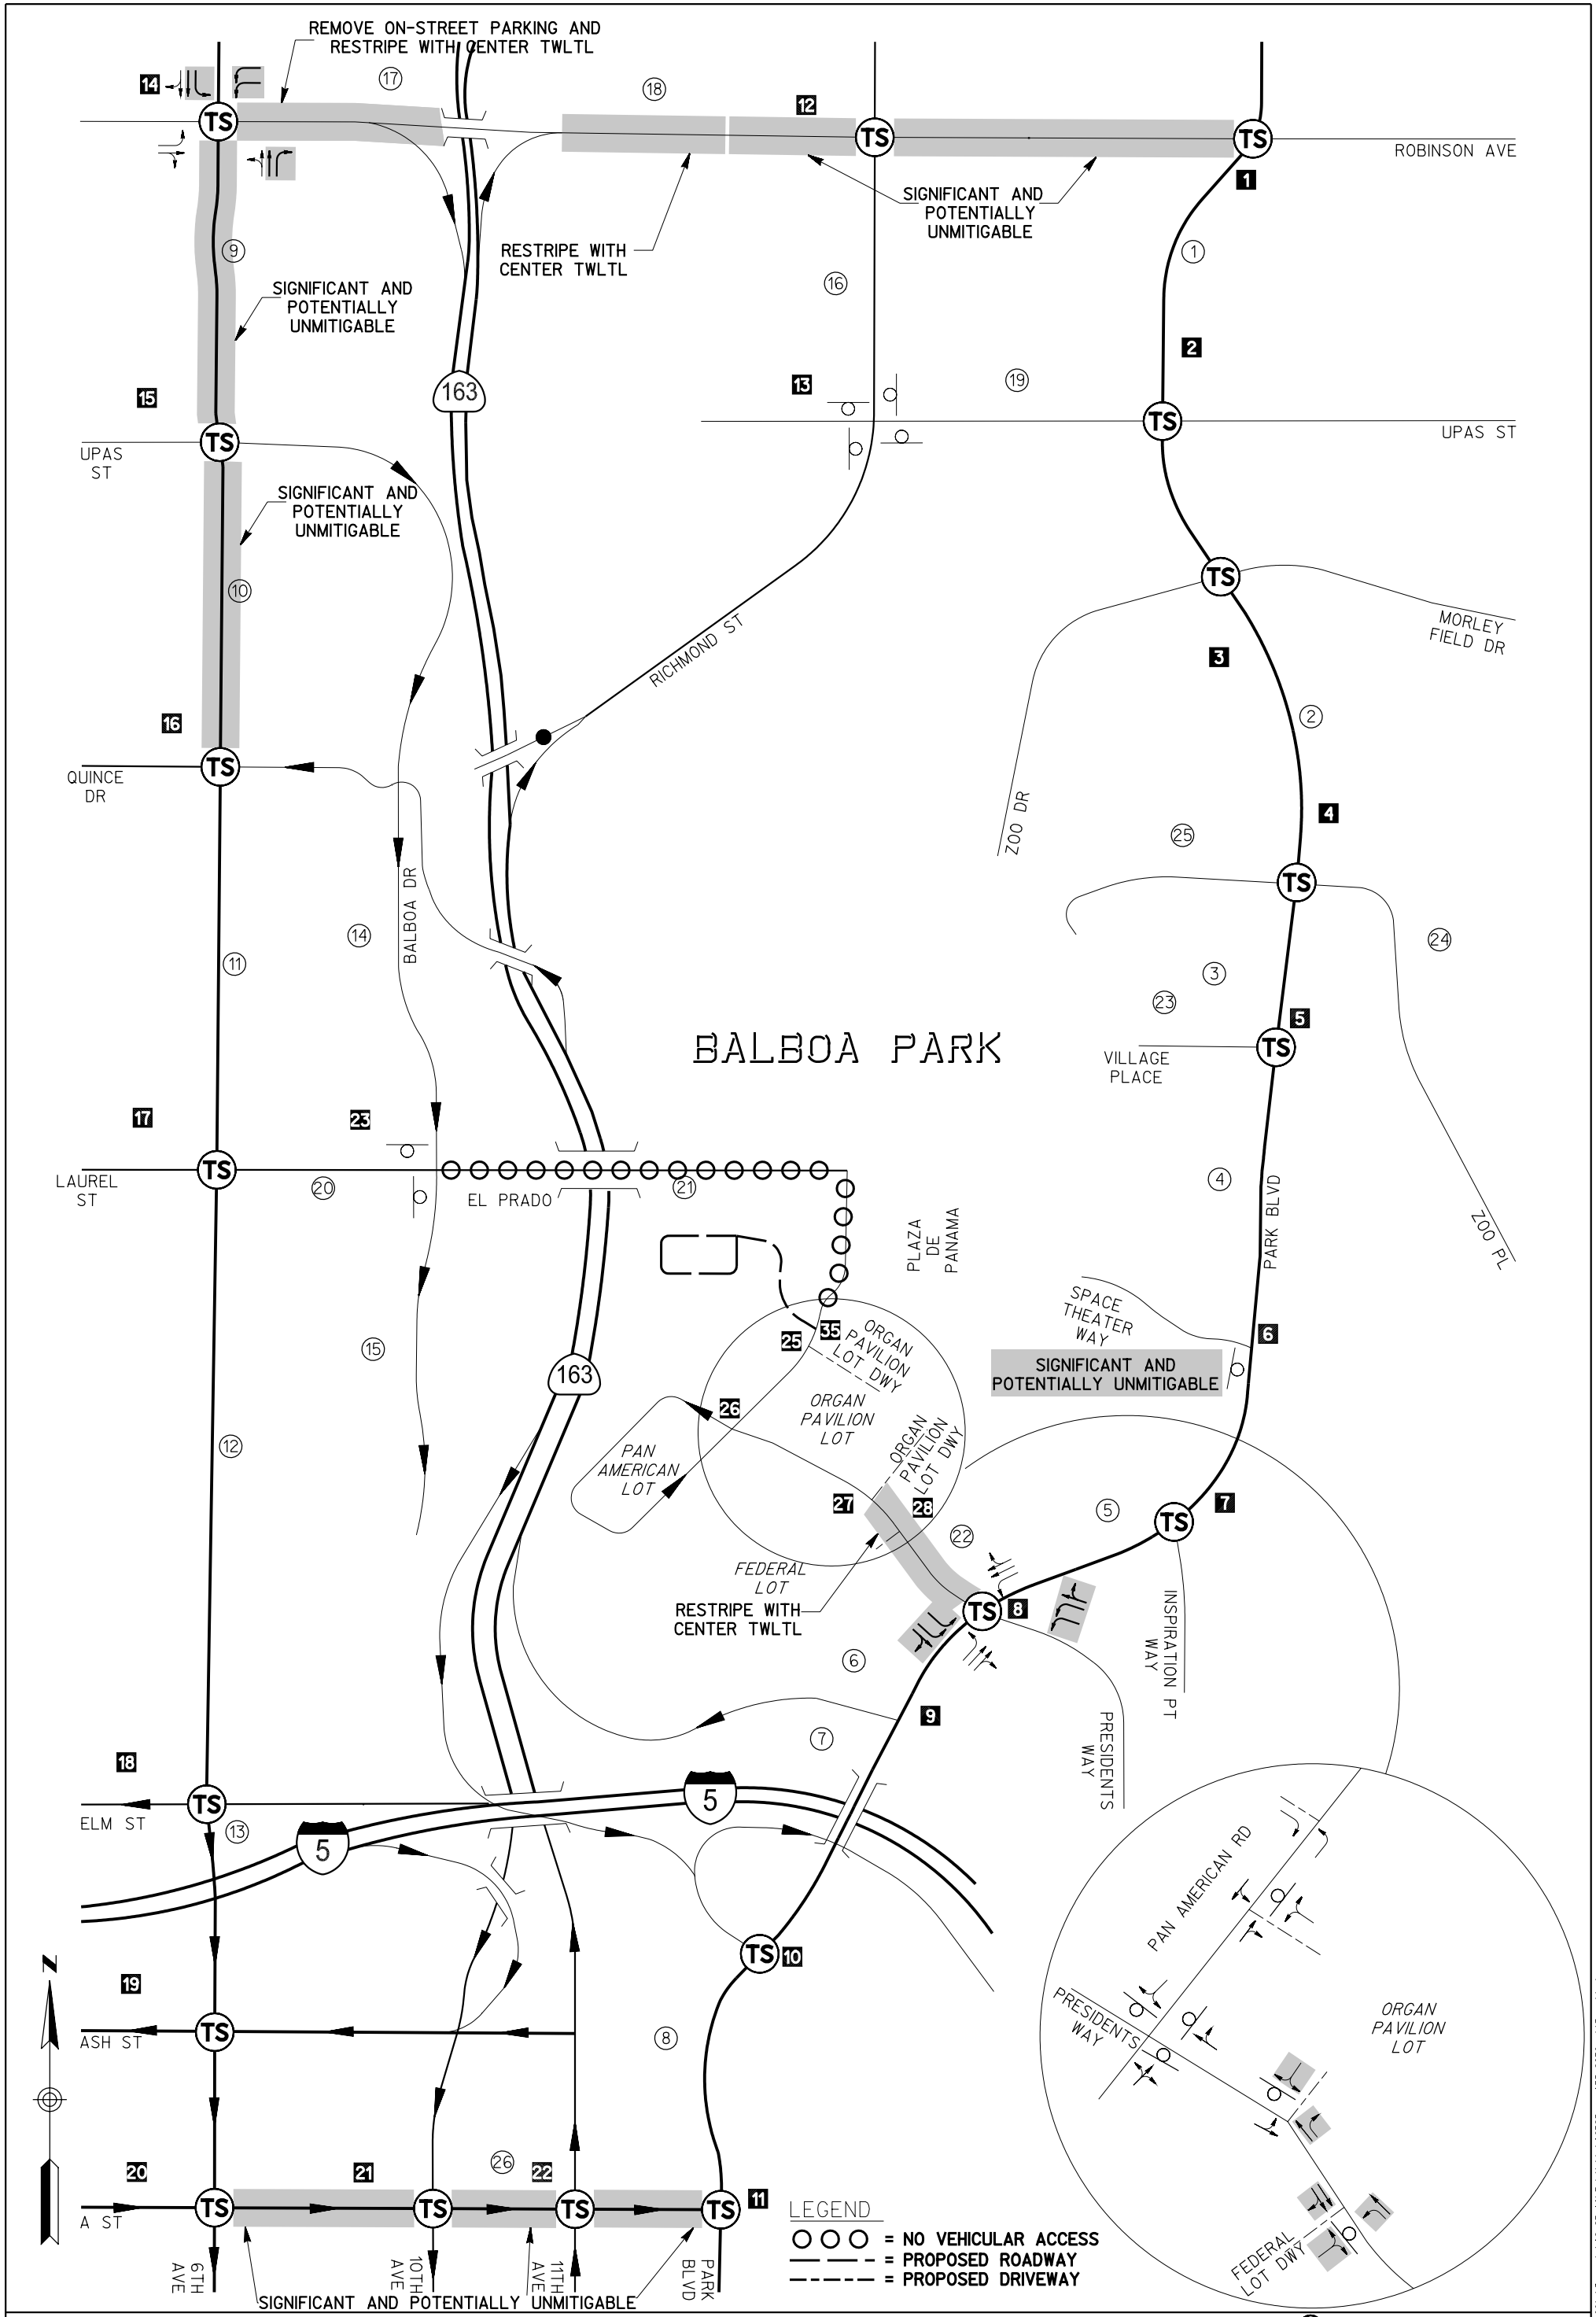 REMOVE ON-STREET PARKING AND
RESTRIPE WITH CENTER TWLTL
17
18
12
14
TS
TS
TS
ROBINSON AVE
1
SIGNIFICANT AND
POTENTIALLY
UNMITIGABLE
RESTRIPE WITH
CENTER TWLTL
9
1
16
SIGNIFICANT AND
POTENTIALLY
UNMITIGABLE
2
163
13
19
15
TS
TS
UPAS ST
UPAS
ST
SIGNIFICANT AND
POTENTIALLY
UNMITIGABLE
10
TS
MORLEY
FIELD DR
RICHMOND ST
3
16
2
TS
QUINCE
DR
ZOO DR
4
25
TS
BALBOA DR
14
11
24
3
23
5
BALBOA PARK
TS
VILLAGE
PLACE
17
23
TS
LAUREL
ST
20
EL PRADO
21
4
PARK BLVD
PLAZA
DE
PANAMA
ZOO PL
SPACE
THEATER
WAY
6
SIGNIFICANT AND
POTENTIALLY UNMITIGABLE
25
35
ORGAN
PAVILION
LOT DWY
15
163
26
ORGAN
PAVILION
LOT
12
PAN
AMERICAN
LOT
ORGAN
PAVILION
LOT DWY
27
28
5
7
TS
22
FEDERAL
LOT
RESTRIPE WITH
CENTER TWLTL
TS
8
INSPIRATION PT
WAY
6
9
PRESIDENTS
WAY
7
18
TS
ELM ST
13
5
5
PAN AMERICAN RD
N
TS
10
19
TS
ASH ST
8
PRESIDENTS
WAY
ORGAN
PAVILION
LOT
20
21
26
22
TS
TS
TS
TS
11
A ST
LEGEND
= NO VEHICULAR ACCESS
= PROPOSED ROADWAY
= PROPOSED DRIVEWAY
FEDERAL
LOT DWY
6TH
AVE
10TH
AVE
11TH
AVE
PARK
BLVD
SIGNIFICANT AND POTENTIALLY UNMITIGABLE